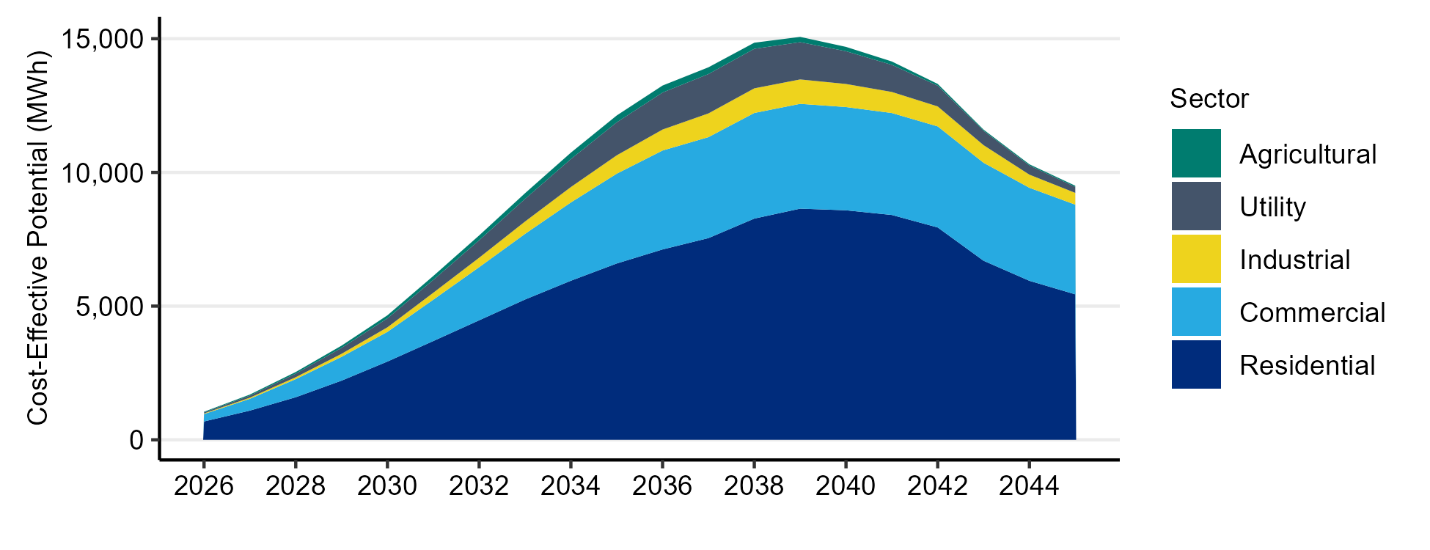 Cost-Effective Potential (MWh)
15,000
10,000
5,000
0
2026 2028 2030 2032 2034 2036 2038 2040 2042 2044
Sector
Agricultural
Utility
Industrial
Commercial
Residential